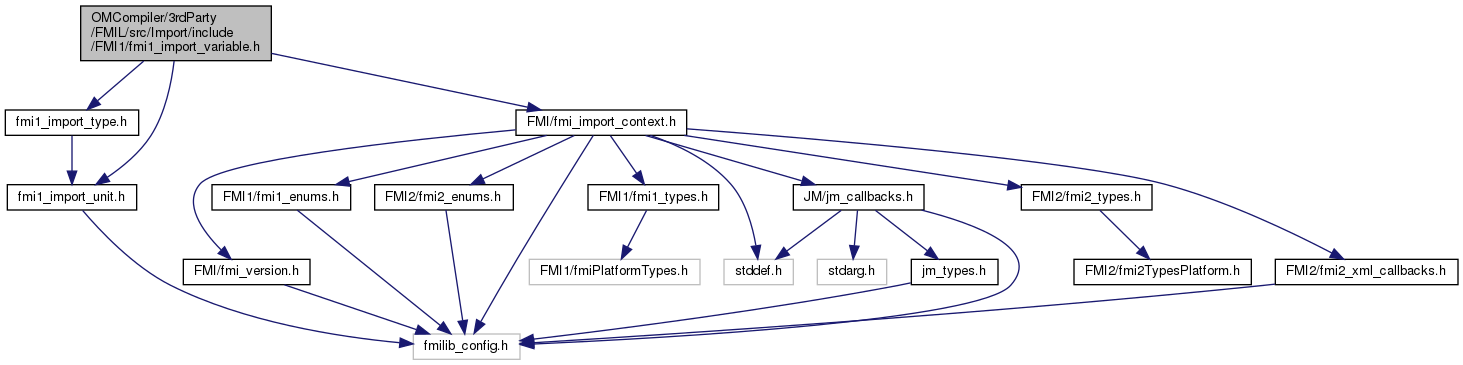 OMCompiler/3rdParty
/FMIL/src/Import/include
/FMI1/fmi1_import_variable.h
fmi1_import_type.h
FMI/fmi_import_context.h
fmi1_import_unit.h
FMI1/fmi1_enums.h
FMI2/fmi2_enums.h
FMI1/fmi1_types.h
JM/jm_callbacks.h
FMI2/fmi2_types.h
FMI/fmi_version.h
FMI1/fmiPlatformTypes.h
stddef.h
stdarg.h
jm_types.h
FMI2/fmi2TypesPlatform.h
FMI2/fmi2_xml_callbacks.h
fmilib_config.h